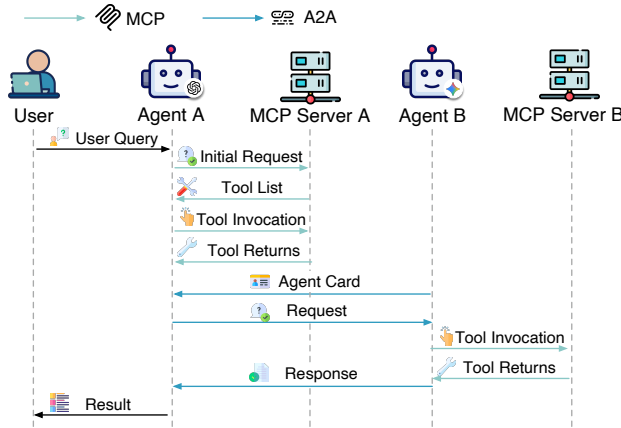 MCP
A2A
User
Agent A
MCP Server A
Agent B
MCP Server B
User Query
Initial Request
Tool List
Tool Invocation
Tool Returns
Agent Card
Request
Tool Invocation
Tool Returns
Response
Result